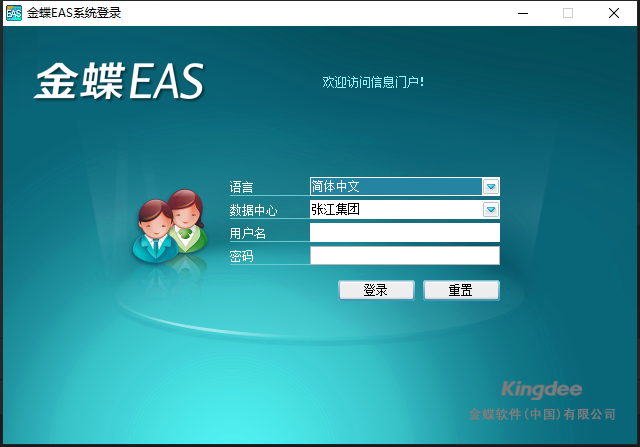 EAS 金蝶EAS系统登录
金蝶EAS
欢迎访问信息门户!
语言 简体中文
数据中心 张江集团
用户名
密码
登录 重置
Kingdee
金蝶软件(中国)有限公司